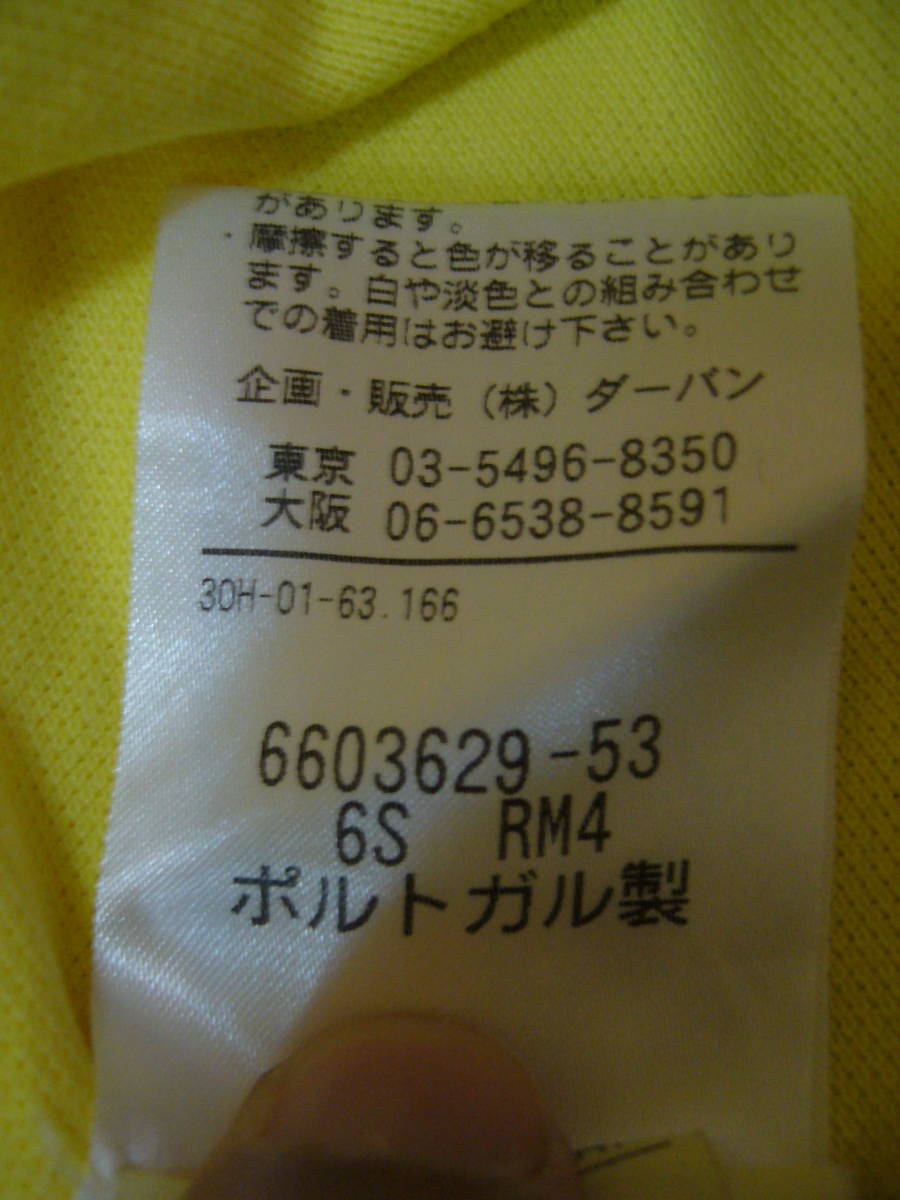 があります。
・摩擦すると色が移ることがあり
ます。白や淡色との組み合わせ
での着用はお避け下さい。
企画・販売（株）ダーバン
東京 03-5496-8350
大阪 06-6538-8591
30H-01-63.166
6603629-53
6S RM4
ポルトガル製